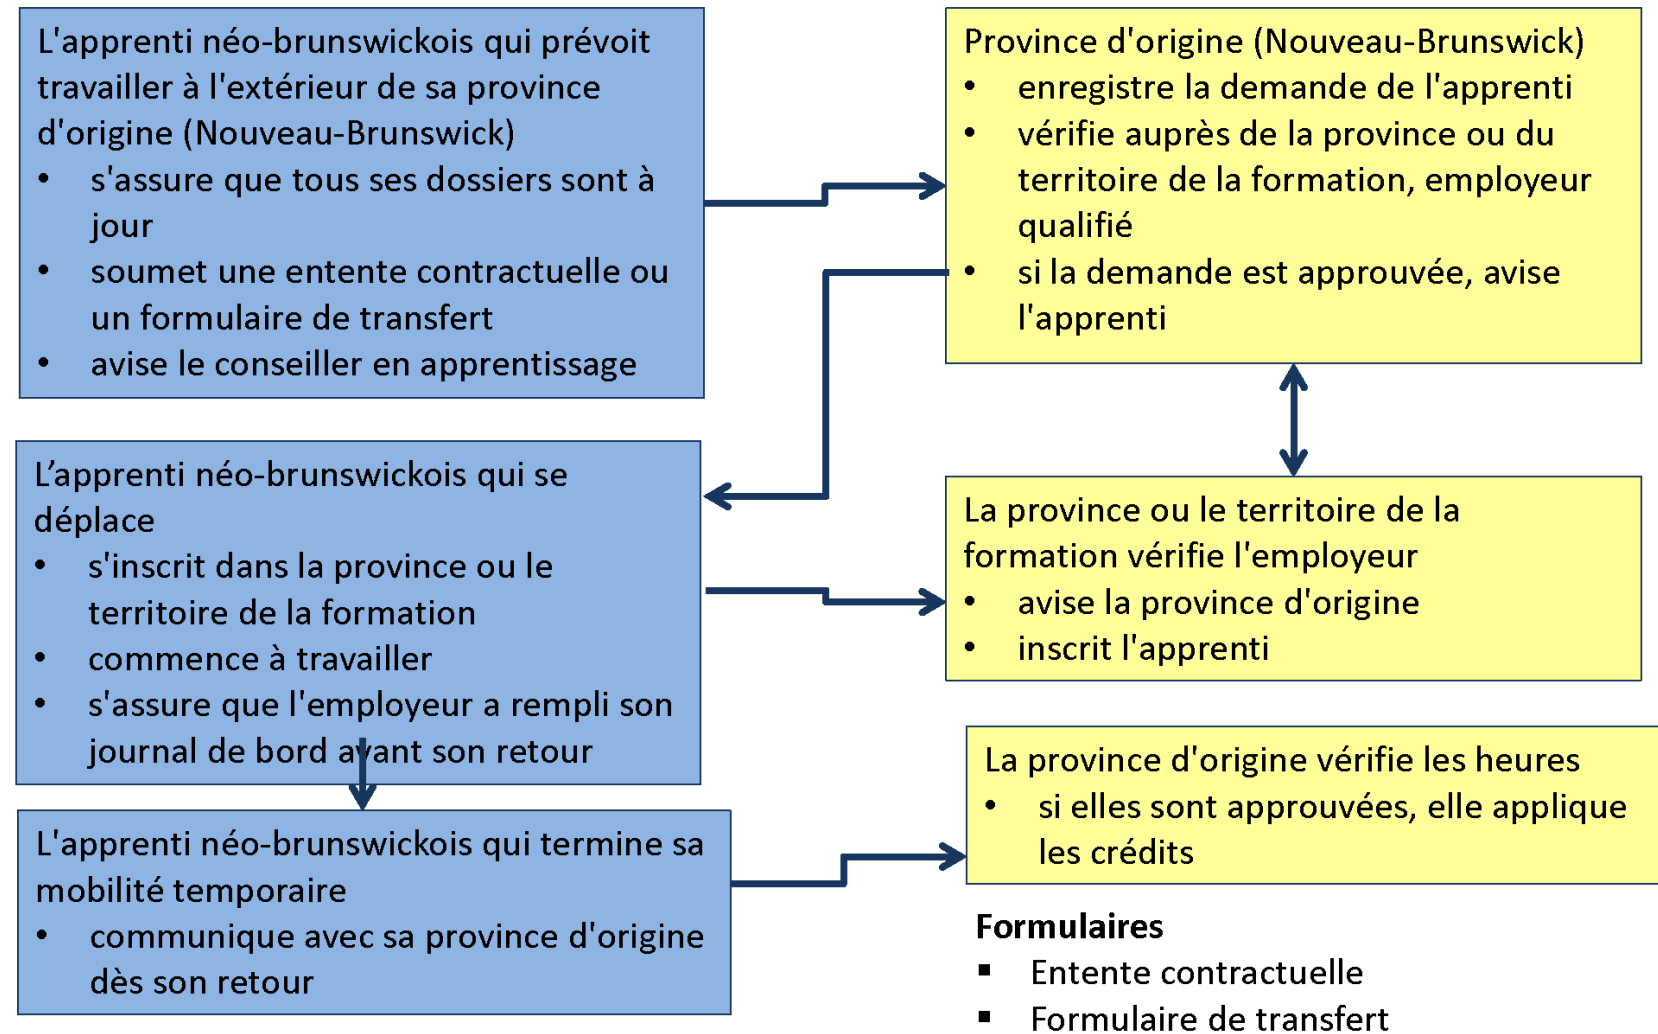 L'apprenti néo-brunswickois qui prévoit
travailler à l'extérieur de sa province
d'origine (Nouveau-Brunswick)
• s'assure que tous ses dossiers sont à
jour
• soumet une entente contractuelle ou
un formulaire de transfert
• avise le conseiller en apprentissage
Province d'origine (Nouveau-Brunswick)
• enregistre la demande de l'apprenti
• vérifie auprès de la province ou du
territoire de la formation, employeur
qualifié
• si la demande est approuvée, avise
l'apprenti
L’apprenti néo-brunswickois qui se
déplace
• s'inscrit dans la province ou le
territoire de la formation
• commence à travailler
• s'assure que l'employeur a rempli son
journal de bord avant son retour
La province ou le territoire de la
formation vérifie l'employeur
• avise la province d'origine
• inscrit l'apprenti
L'apprenti néo-brunswickois qui termine sa
mobilité temporaire
• communique avec sa province d'origine
dès son retour
La province d'origine vérifie les heures
• si elles sont approuvées, elle applique
les crédits
Formulaires
▪ Entente contractuelle
▪ Formulaire de transfert